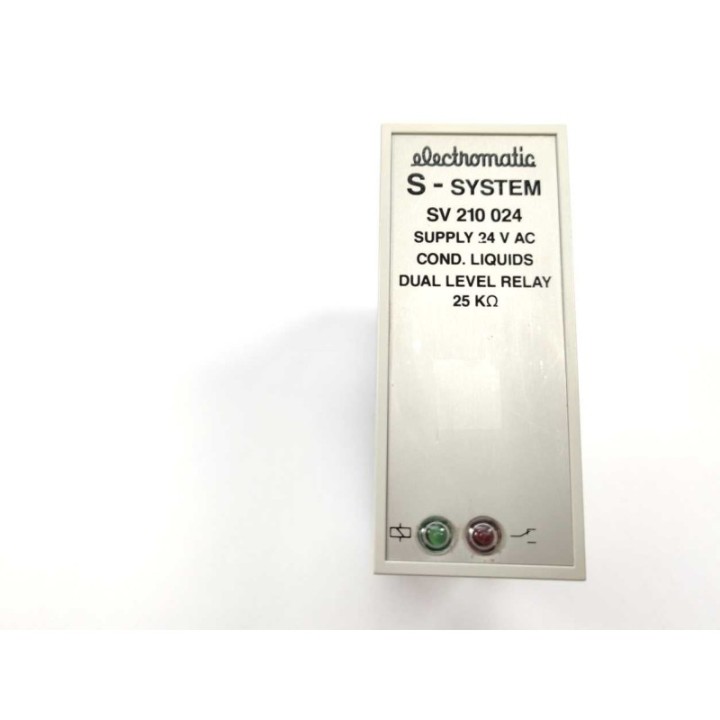 electromatic
S - SYSTEM
SV 210 024
SUPPLY 24 V AC
COND. LIQUIDS
DUAL LEVEL RELAY
25 KΩ